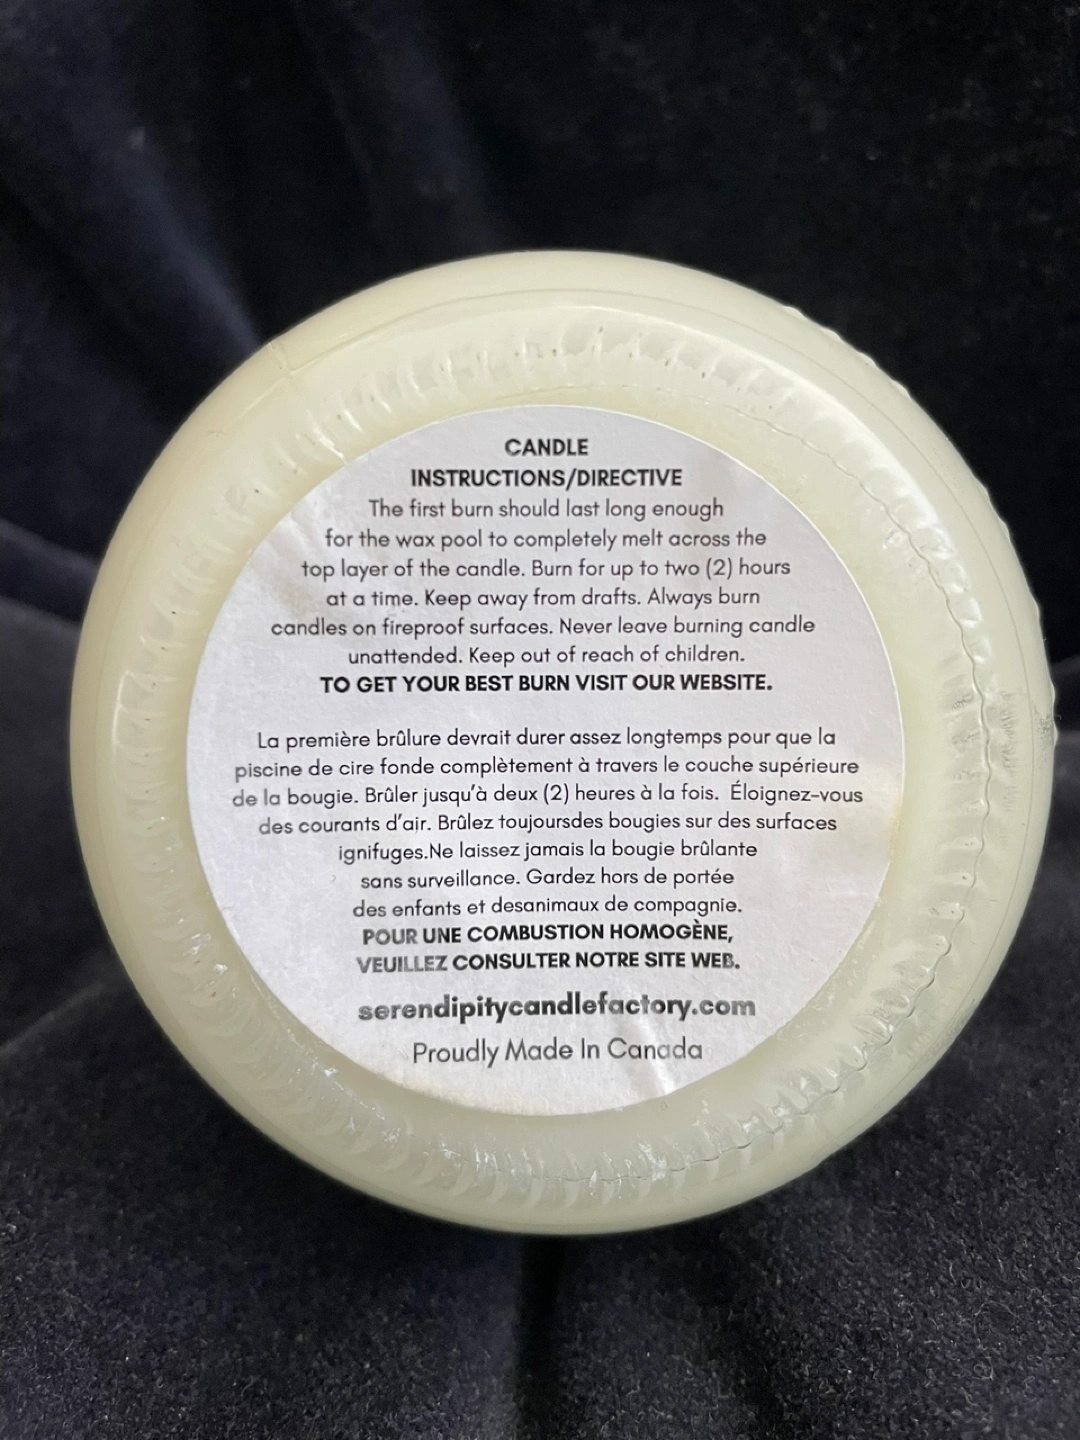 CANDLE
INSTRUCTIONS/DIRECTIVE
The first burn should last long enough
for the wax pool to completely melt across the
top layer of the candle. Burn for up to two (2) hours
at a time. Keep away from drafts. Always burn
candles on fireproof surfaces. Never leave burning candle
unattended. Keep out of reach of children.
TO GET YOUR BEST BURN VISIT OUR WEBSITE.
La première brûlure devrait durer assez longtemps pour que la
piscine de cire fonde complètement à travers le couche supérieure
de la bougie. Brûler jusqu'à deux (2) heures à la fois. Éloignez-vous
des courants d'air. Brûlez toujoursdes bougies sur des surfaces
ignifuges.Ne laissez jamais la bougie brûlante
sans surveillance. Gardez hors de portée
des enfants et desanimaux de compagnie.
POUR UNE COMBUSTION HOMOGÈNE,
VEUILLEZ CONSULTER NOTRE SITE WEB.
serendipitycandlefactory.com
Proudly Made In Canada